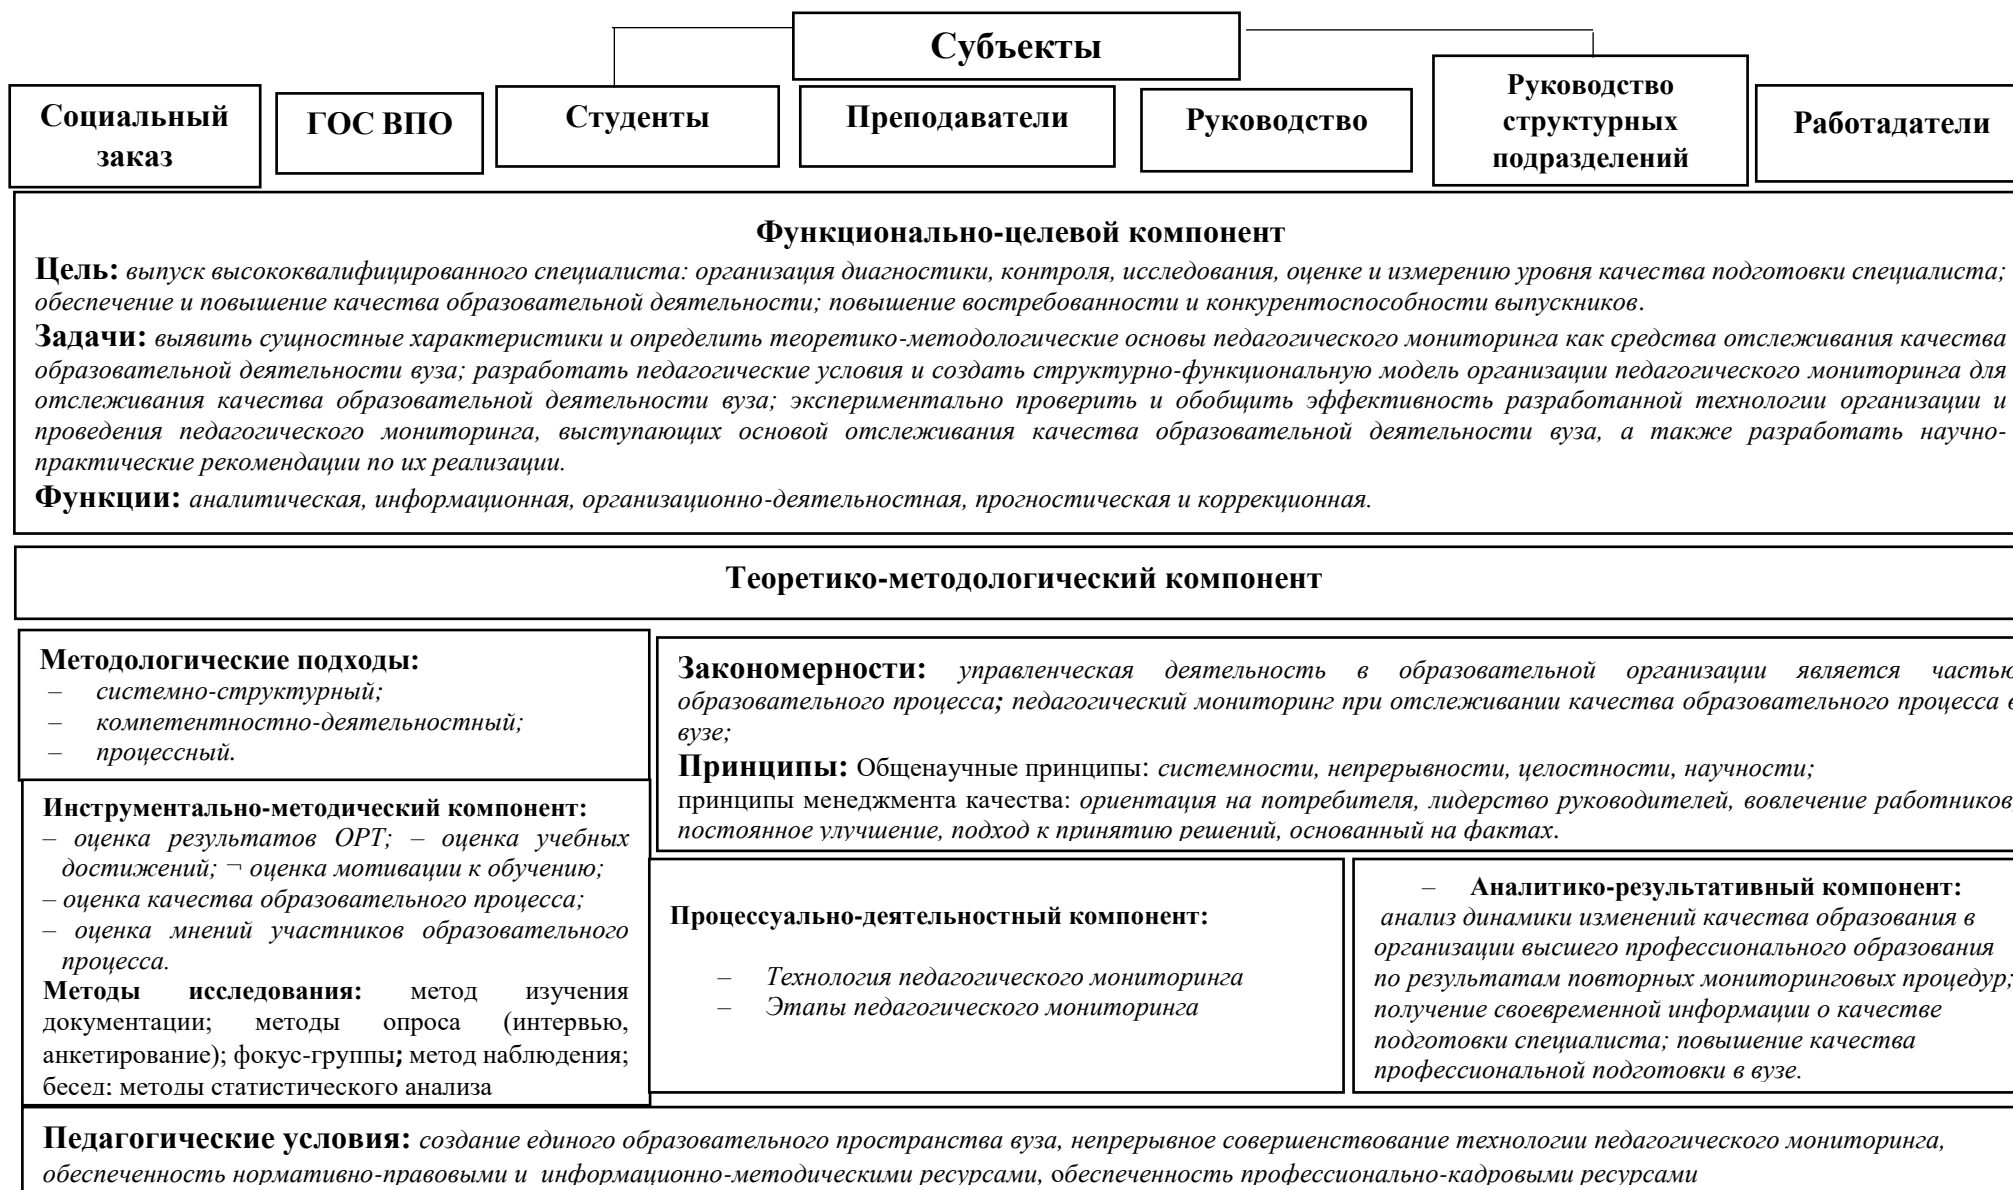 Субъекты
Социальный
заказ
ГОС ВПО
Студенты
Преподаватели
Руководство
Руководство
структурных
подразделений
Работадатели
Функционально-целевой компонент
Цель: выпуск высококвалифицированного специалиста: организация диагностики, контроля, исследования, оценке и измерению уровня качества подготовки специалиста;
обеспечение и повышение качества образовательной деятельности; повышение востребованности и конкурентоспособности выпускников.
Задачи: выявить сущностные характеристики и определить теоретико-методологические основы педагогического мониторинга как средства отслеживания качества
образовательной деятельности вуза; разработать педагогические условия и создать структурно-функциональную модель организации педагогического мониторинга для
отслеживания качества образовательной деятельности вуза; экспериментально проверить и обобщить эффективность разработанной технологии организации и
проведения педагогического мониторинга, выступающих основой отслеживания качества образовательной деятельности вуза, а также разработать научно-
практические рекомендации по их реализации.
Функции: аналитическая, информационная, организационно-деятельностная, прогностическая и коррекционная.
Теоретико-методологический компонент
Методологические подходы:
– системно-структурный;
– компетентностно-деятельностный;
– процессный.
Закономерности: управленческая деятельность в образовательной организации является частью
образовательного процесса; педагогический мониторинг при отслеживании качества образовательного процесса в
вузе;
Принципы: Общенаучные принципы: системности, непрерывности, целостности, научности;
принципы менеджмента качества: ориентация на потребителя, лидерство руководителей, вовлечение работников,
постоянное улучшение, подход к принятию решений, основанный на фактах.
Инструментально-методический компонент:
– оценка результатов ОРТ; – оценка учебных
достижений; ¬ оценка мотивации к обучению;
– оценка качества образовательного процесса;
– оценка мнений участников образовательного
процесса.
Методы исследования: метод изучения
документации; методы опроса (интервью,
анкетирование); фокус-группы; метод наблюдения;
бесед; методы статистического анализа
Процессуально-деятельностный компонент:
– Технология педагогического мониторинга
– Этапы педагогического мониторинга
– Аналитико-результативный компонент:
анализ динамики изменений качества образования в
организации высшего профессионального образования
по результатам повторных мониторинговых процедур;
получение своевременной информации о качестве
подготовки специалиста; повышение качества
профессиональной подготовки в вузе.
Педагогические условия: создание единого образовательного пространства вуза, непрерывное совершенствование технологии педагогического мониторинга,
обеспеченность нормативно-правовыми и информационно-методическими ресурсами, обеспеченность профессионально-кадровыми ресурсами